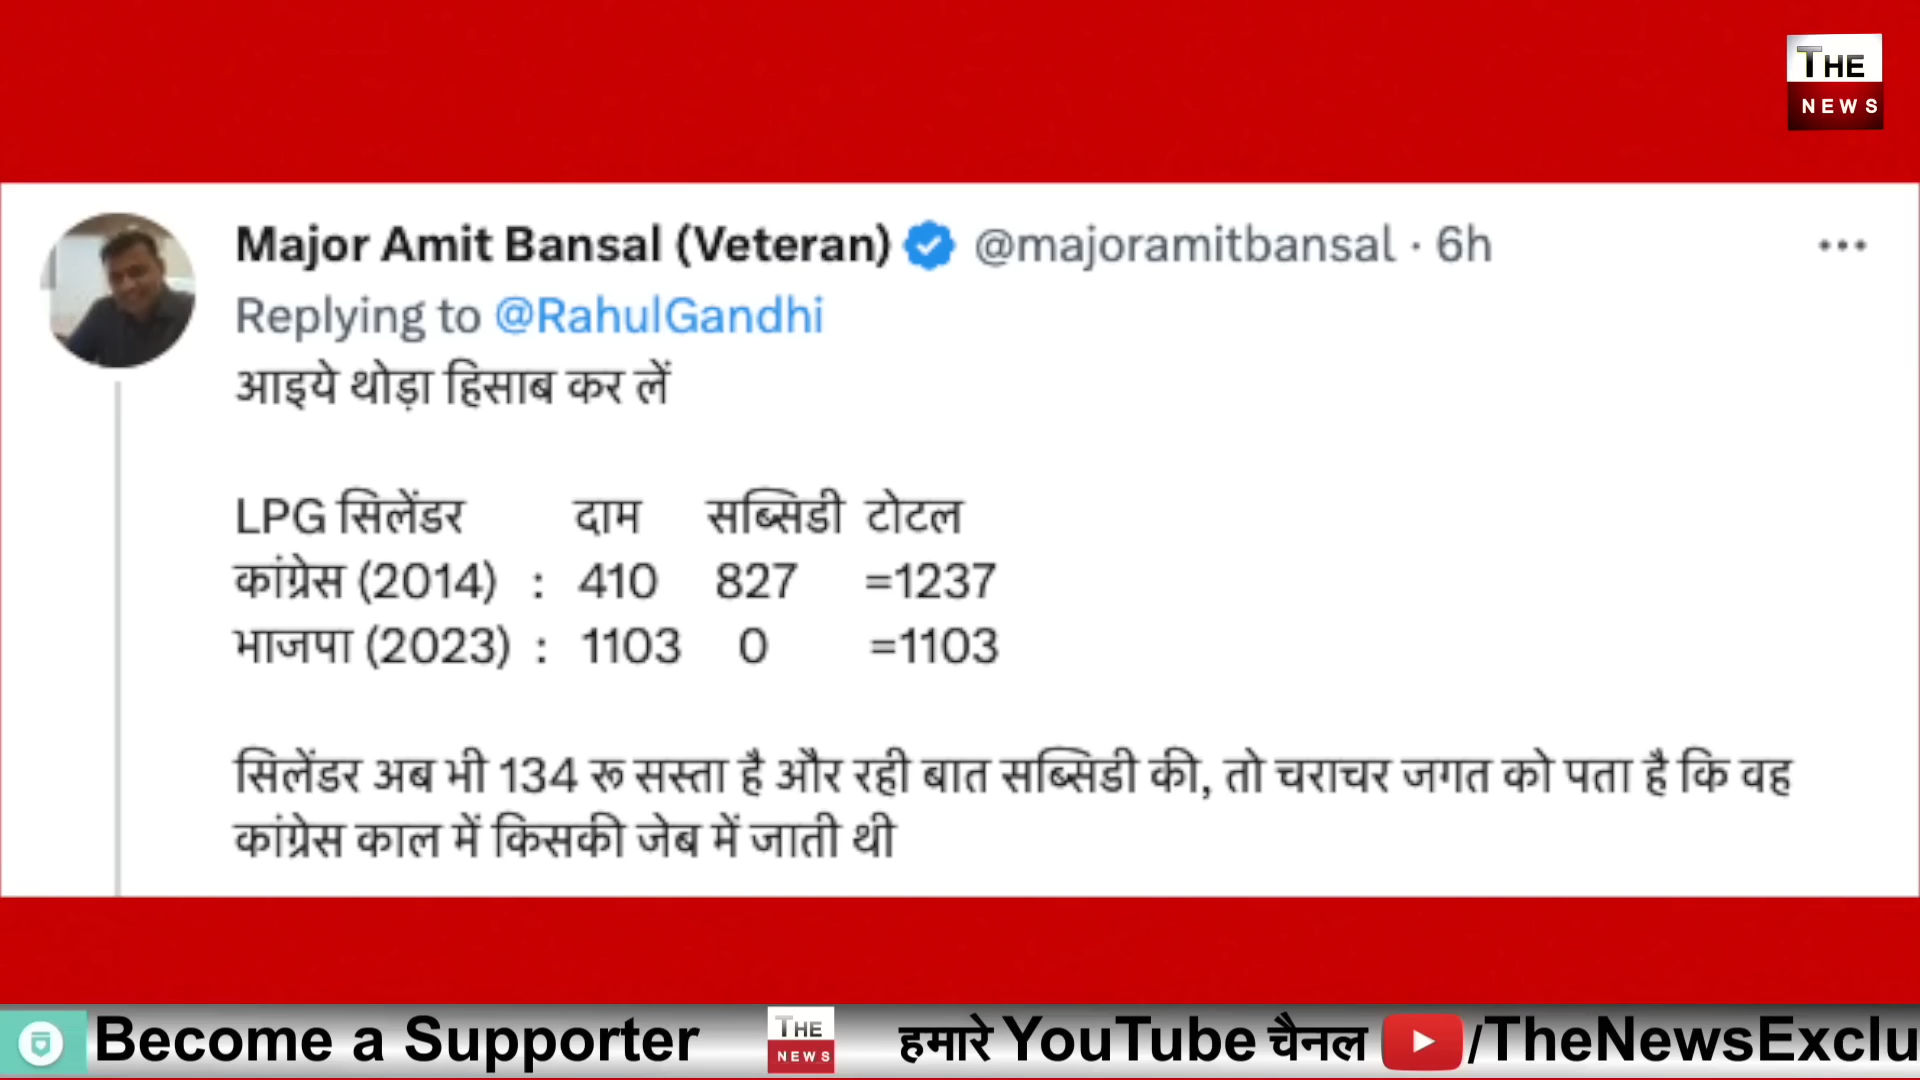 THE
NEWS
Major Amit Bansal (Veteran) @majoramitbansal · 6h
Replying to @RahulGandhi
आइये थोड़ा हिसाब कर लें
LPG सिलेंडर दाम सब्सिडी टोटल
कांग्रेस (2014) : 410 827 =1237
भाजपा (2023) : 1103 0 =1103
सिलेंडर अब भी 134 रू सस्ता है और रही बात सब्सिडी की, तो चराचर जगत को पता है कि वह
कांग्रेस काल में किसकी जेब में जाती थी
Become a Supporter THE NEWS हमारे YouTube चैनल /TheNewsExclu